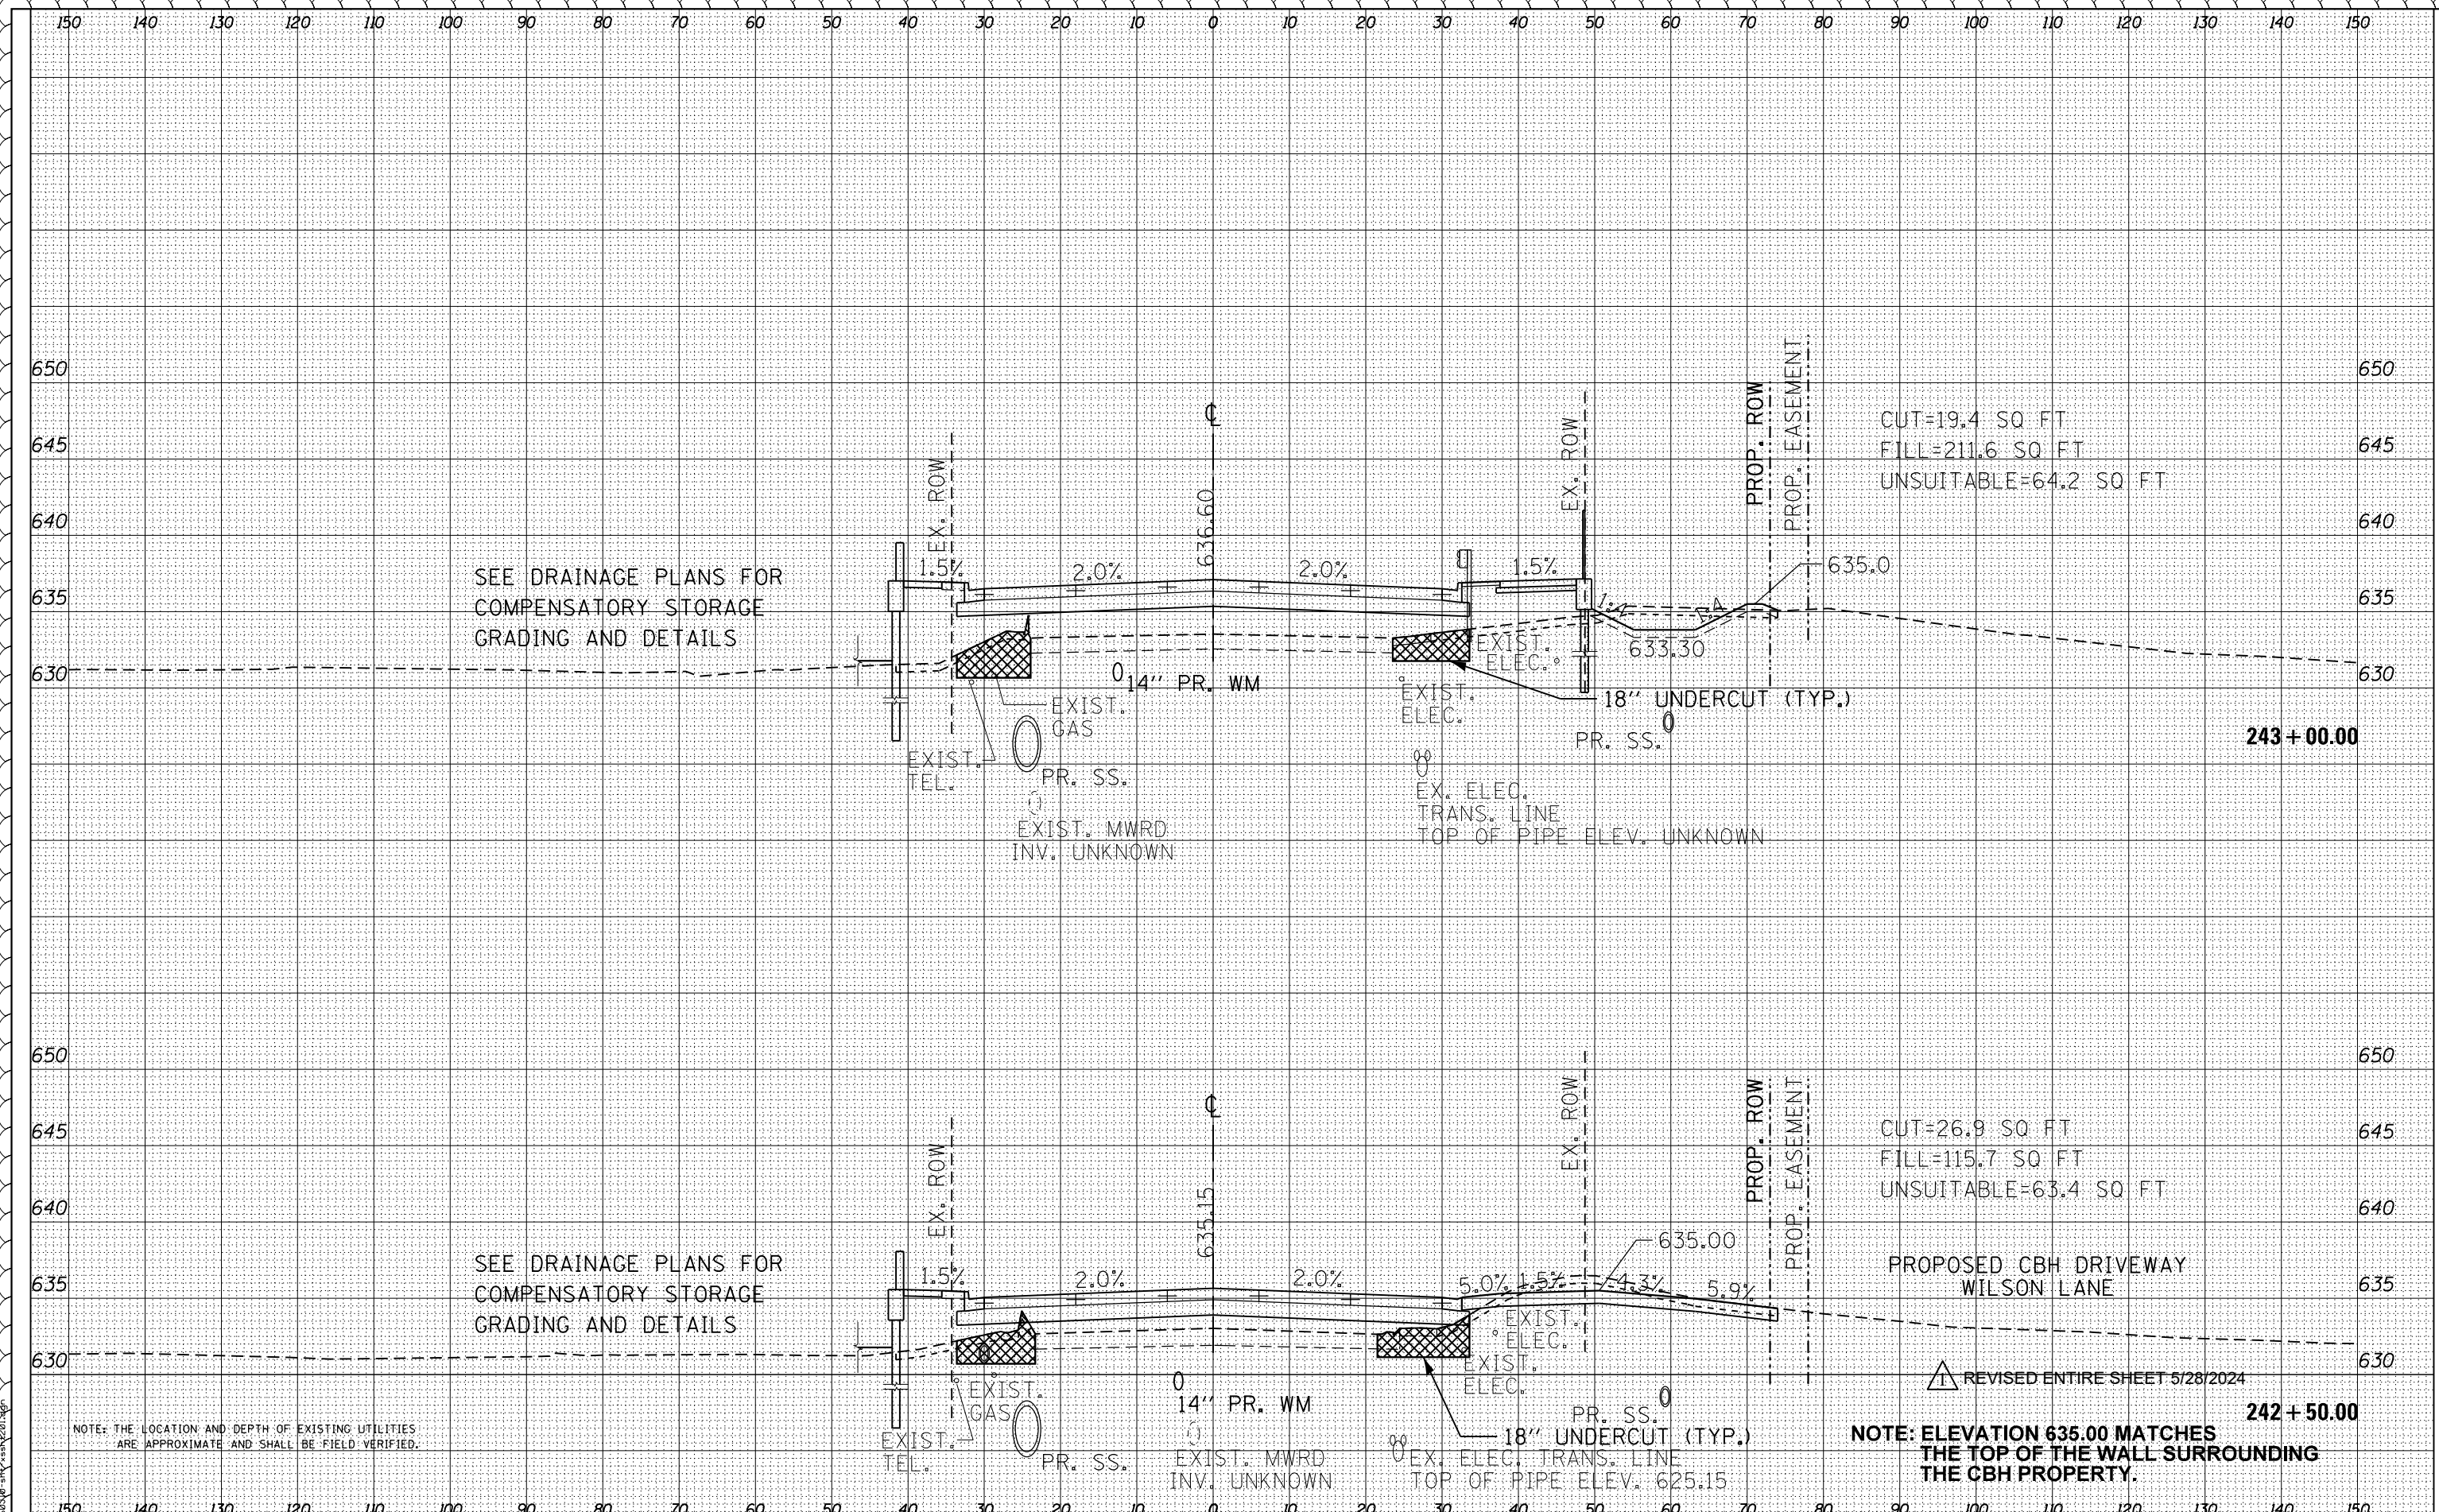 150 140 130 120 110 100 90 80 70 60 50 40 30 20 10 0 10 20 30 40 50 60 70 80 90 100 110 120 130 140 150
650 650
645 645
640 640
635 635
630 630
℄
636.60
EX. ROW
EX. ROW
PROP. ROW
PROP. EASEMENT
CUT=19.4 SQ FT
FILL=211.6 SQ FT
UNSUITABLE=64.2 SQ FT
SEE DRAINAGE PLANS FOR
COMPENSATORY STORAGE
GRADING AND DETAILS
1.5% 2.0% 2.0% 1.5%
635.0
1:4
1:4
633.30
EXIST.
ELEC.
14" PR. WM
EXIST.
GAS
EXIST.
ELEC.
18" UNDERCUT (TYP.)
EXIST.
TEL.
PR. SS.
PR. SS.
EXIST. MWRD
INV. UNKNOWN
EX. ELEC.
TRANS. LINE
TOP OF PIPE ELEV. UNKNOWN
243+00.00
650 650
645 645
640 640
635 635
630 630
℄
635.15
EX. ROW
EX. ROW
PROP. ROW
PROP. EASEMENT
CUT=26.9 SQ FT
FILL=115.7 SQ FT
UNSUITABLE=63.4 SQ FT
SEE DRAINAGE PLANS FOR
COMPENSATORY STORAGE
GRADING AND DETAILS
635.00
1.5% 2.0% 2.0% 5.0% 1.5% 4.3% 5.9%
PROPOSED CBH DRIVEWAY
WILSON LANE
EXIST.
ELEC.
EXIST.
ELEC.
EXIST.
GAS
EXIST.
TEL.
PR. SS.
14" PR. WM
EXIST. MWRD
INV. UNKNOWN
PR. SS.
18" UNDERCUT (TYP.)
EX. ELEC. TRANS. LINE
TOP OF PIPE ELEV. 625.15
1 REVISED ENTIRE SHEET 5/28/2024
242+50.00
NOTE: ELEVATION 635.00 MATCHES
THE TOP OF THE WALL SURROUNDING
THE CBH PROPERTY.
NOTE: THE LOCATION AND DEPTH OF EXISTING UTILITIES
ARE APPROXIMATE AND SHALL BE FIELD VERIFIED.
150 140 130 120 110 100 90 80 70 60 50 40 30 20 10 0 10 20 30 40 50 60 70 80 90 100 110 120 130 140 150